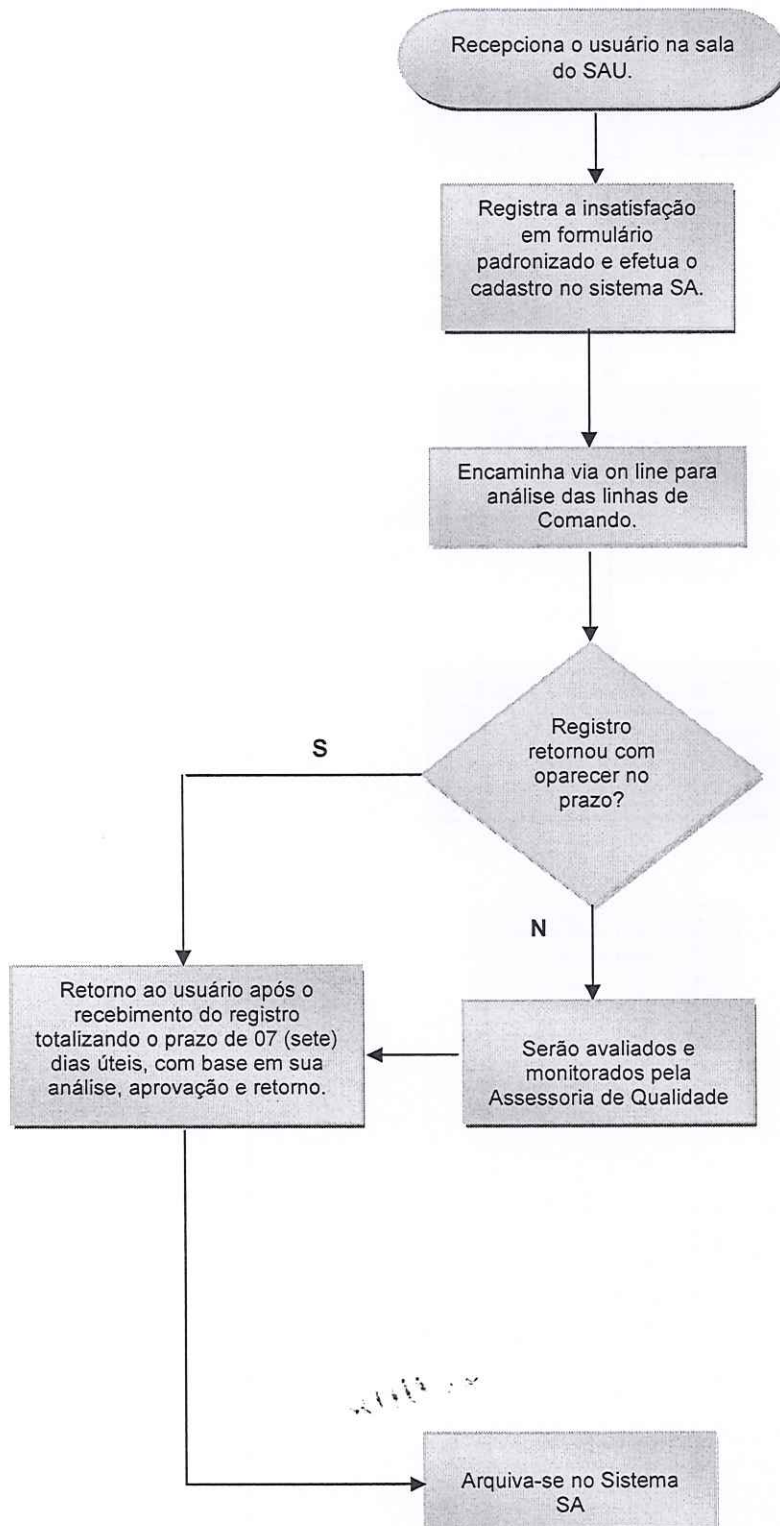 Recepciona o usuário na sala
do SAU.
Registra a insatisfação
em formulário
padronizado e efetua o
cadastro no sistema SA.
Encaminha via on line para
análise das linhas de
Comando.
Registro
retornou com
oparecer no
prazo?
S
N
Retorno ao usuário após o
recebimento do registro
totalizando o prazo de 07 (sete)
dias úteis, com base em sua
análise, aprovação e retorno.
Serão avaliados e
monitorados pela
Assessoria de Qualidade
Arquiva-se no Sistema
SA